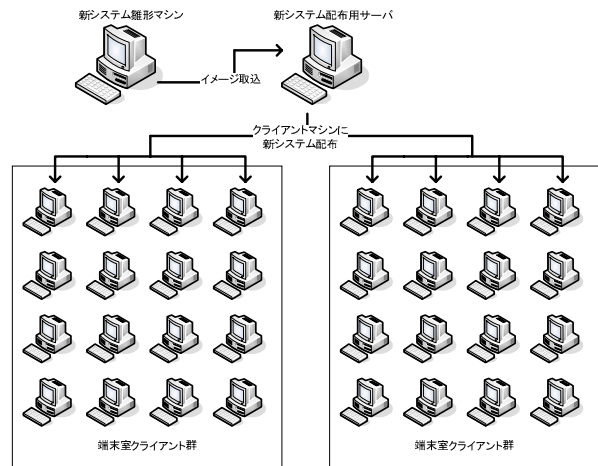 新システム雛形マシン
新システム配布用サーバ
イメージ取込
クライアントマシンに
新システム配布
端末室クライアント群
端末室クライアント群